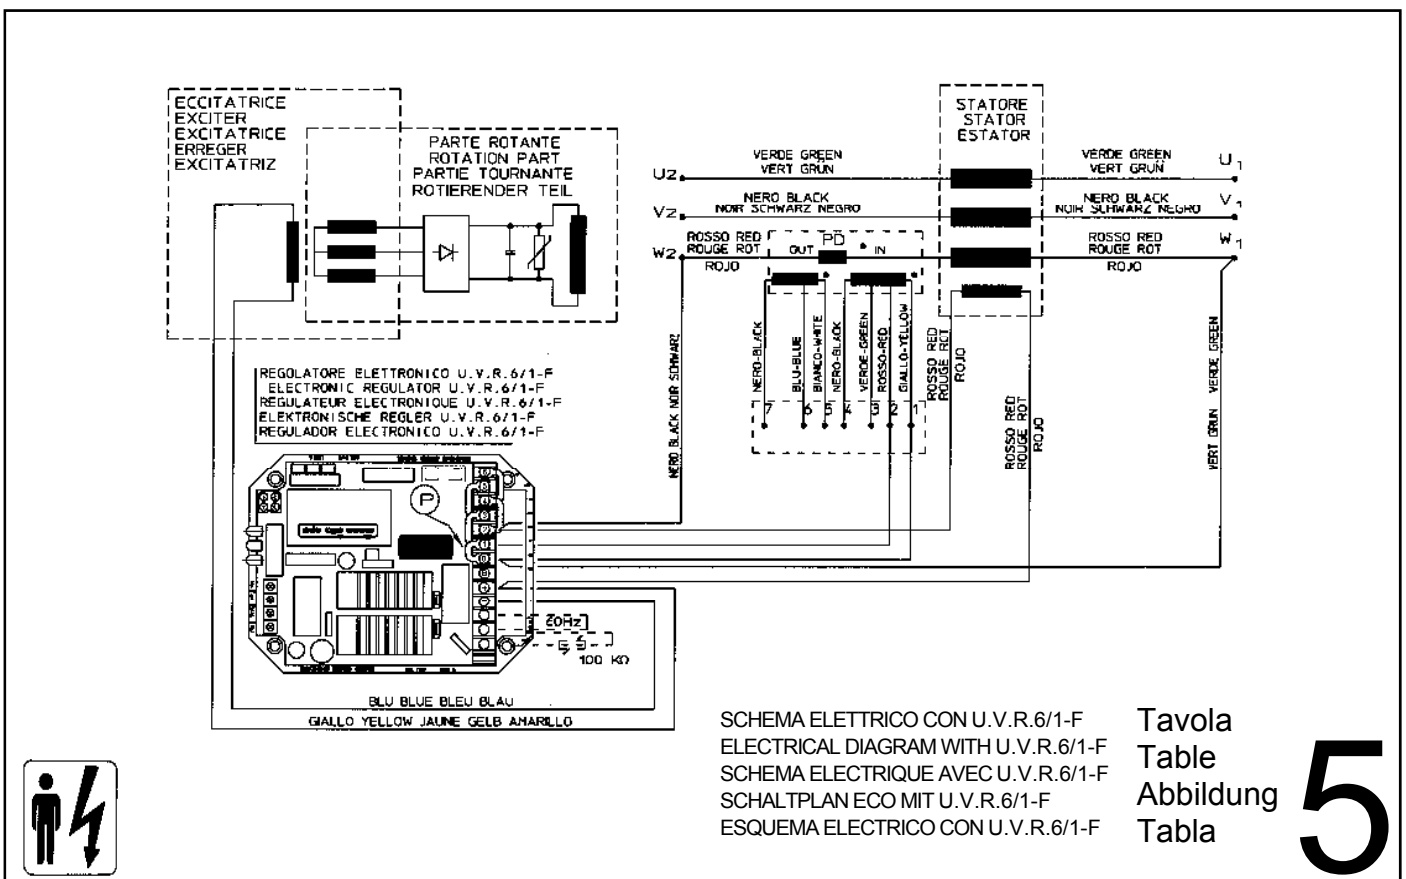 ECCITATRICE
EXCITER
EXCITATRICE
ERREGER
EXCITATRIZ
PARTE ROTANTE
ROTATION PART
PARTIE TOURNANTE
ROTIERENDER TEIL
STATORE
STATOR
ESTATOR
U2
VERDE GREEN
VERT GRÜN
VERDE GREEN
VERT GRUN
U1
V2
NERO BLACK
NOIR SCHWARZ NEGRO
NERO BLACK
NOIR SCHWARZ NEGRO
V1
W2
ROSSO RED
ROUGE ROT
ROJO
OUT
PD
IN
ROSSO RED
ROUGE ROT
ROJO
W1
NERO-BLACK
BLU-BLUE
BIANCO-WHITE
NERO-BLACK
VERDE-GREEN
ROSSO-RED
GIALLO-YELLOW
7 6 5 4 3 2 1
ROSSO RED
ROUGE ROT
ROJO
ROSSO RED
ROUGE ROT
ROJO
NERO BLACK NOIR SCHWARZ
VERT GRUN VERDE GREEN
REGOLATORE ELETTRONICO U.V.R.6/1-F
ELECTRONIC REGULATOR U.V.R.6/1-F
REGULATEUR ELECTRONIQUE U.V.R.6/1-F
ELEKTRONISCHE REGLER U.V.R.6/1-F
REGULADOR ELECTRONICO U.V.R.6/1-F
P
60Hz
100 KΩ
BLU BLUE BLEU BLAU
GIALLO YELLOW JAUNE GELB AMARILLO
SCHEMA ELETTRICO CON U.V.R.6/1-F
ELECTRICAL DIAGRAM WITH U.V.R.6/1-F
SCHEMA ELECTRIQUE AVEC U.V.R.6/1-F
SCHALTPLAN ECO MIT U.V.R.6/1-F
ESQUEMA ELECTRICO CON U.V.R.6/1-F
Tavola
Table
Abbildung
Tabla
5